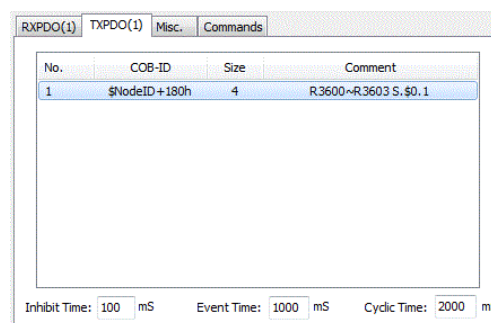 RXPDO(1) TXPDO(1) Misc. Commands
No. COB-ID Size Comment
1 $NodeID+180h 4 R3600~R3603 S.$0.1
Inhibit Time: 100 mS Event Time: 1000 mS Cyclic Time: 2000 m